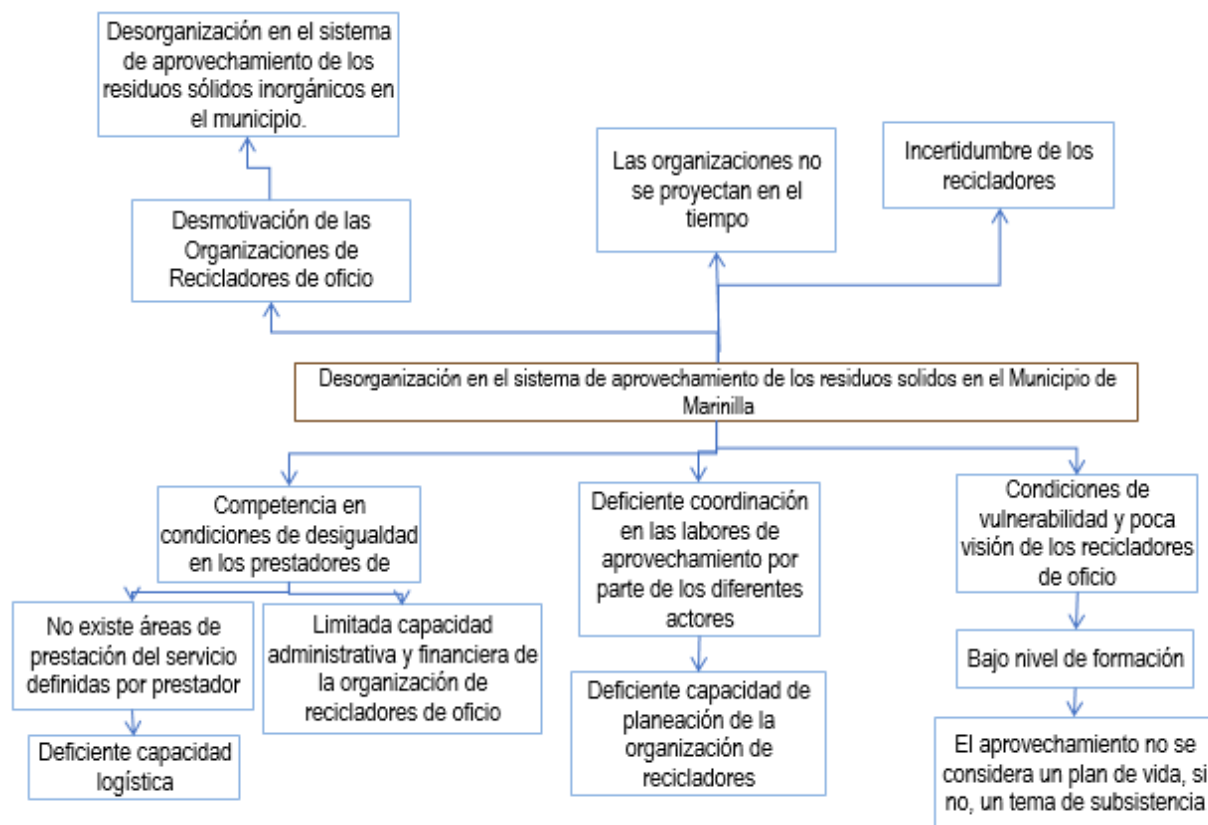 Desorganización en el sistema
de aprovechamiento de los
residuos sólidos inorgánicos en
el municipio.
Las organizaciones no
se proyectan en el
tiempo
Incertidumbre de los
recicladores
Desmotivación de las
Organizaciones de
Recicladores de oficio
Desorganización en el sistema de aprovechamiento de los residuos solidos en el Municipio de
Marinilla
Competencia en
condiciones de desigualdad
en los prestadores de
Deficiente coordinación
en las labores de
aprovechamiento por
parte de los diferentes
actores
Condiciones de
vulnerabilidad y poca
visión de los recicladores
de oficio
No existe áreas de
prestación del servicio
definidas por prestador
Limitada capacidad
administrativa y financiera de
la organización de
recicladores de oficio
Bajo nivel de formación
Deficiente capacidad
logística
Deficiente capacidad de
planeación de la
organización de
recicladores
El aprovechamiento no se
considera un plan de vida, si
no, un tema de subsistencia